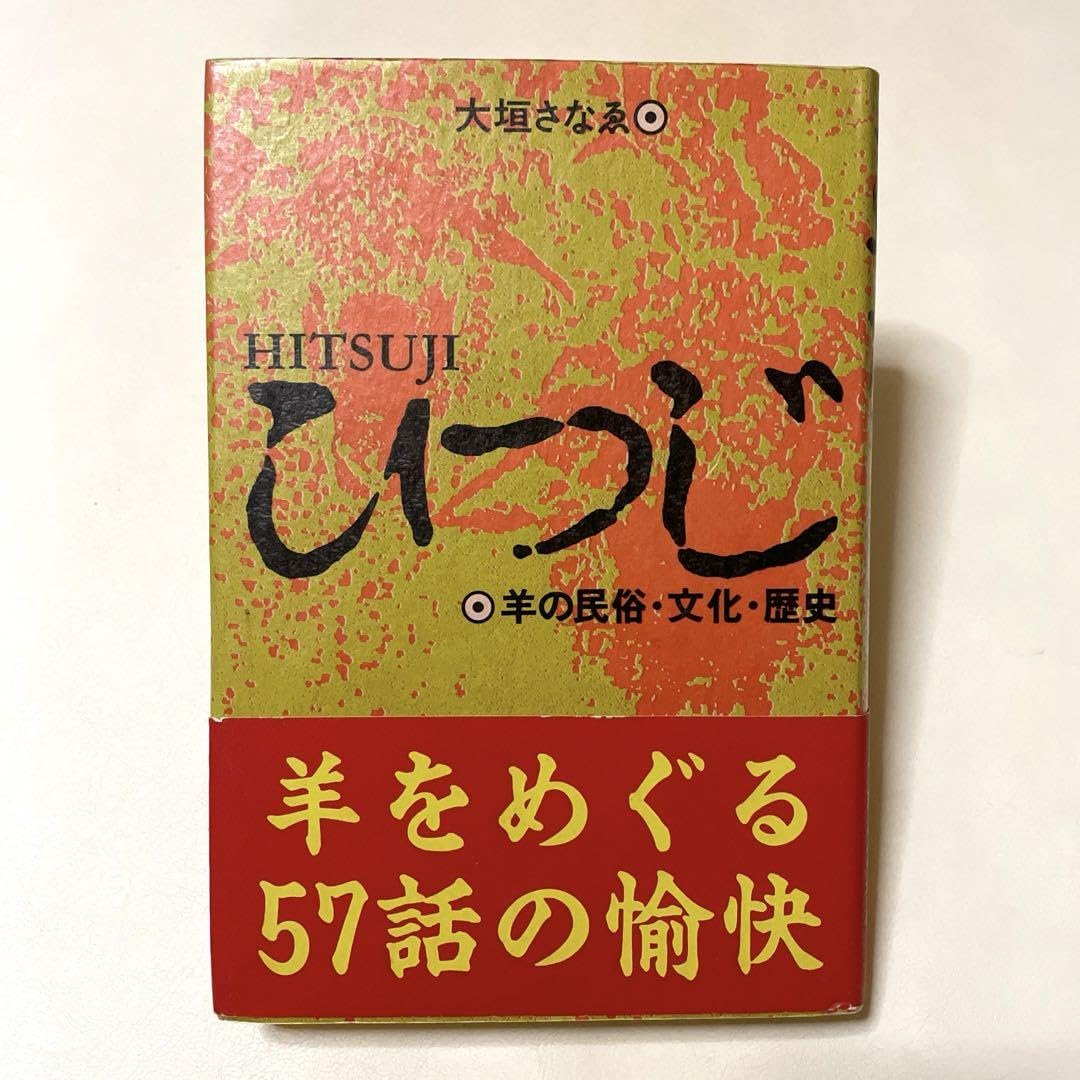 大垣さなゑ◉
HITSUJI
ひつじ
◉羊の民俗・文化・歴史
羊をめぐる
57話の愉快